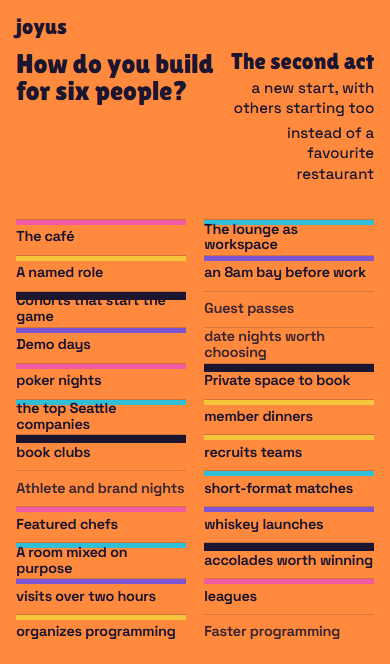 joyus
How do you build
for six people?
The second act
a new start, with
others starting too
instead of a
favourite
restaurant
The café
A named role
Cohorts that start the
game
Demo days
poker nights
the top Seattle
companies
book clubs
Athlete and brand nights
Featured chefs
A room mixed on
purpose
visits over two hours
organizes programming
The lounge as
workspace
an 8am bay before work
Guest passes
date nights worth
choosing
Private space to book
member dinners
recruits teams
short-format matches
whiskey launches
accolades worth winning
leagues
Faster programming